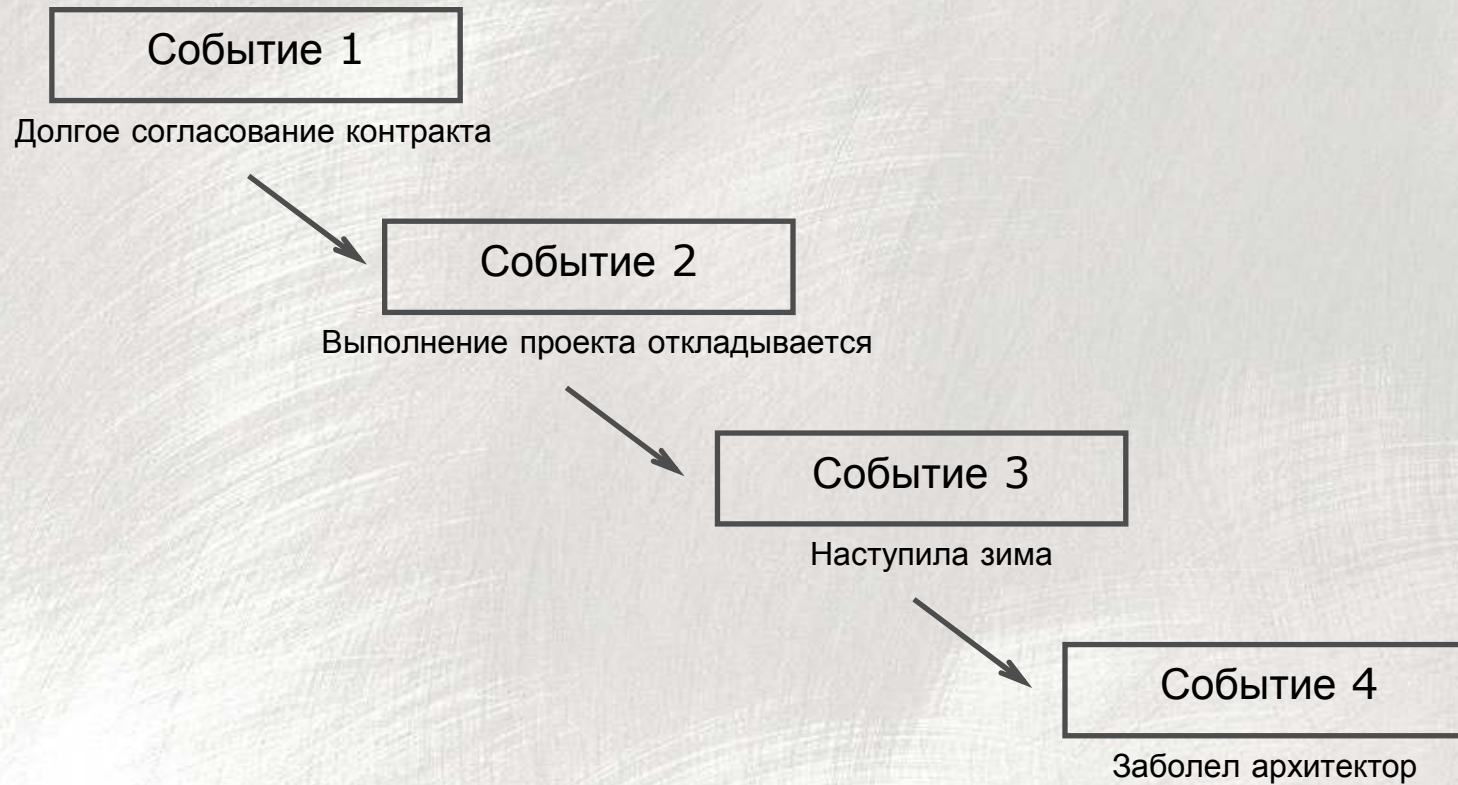 Событие 1
Долгое согласование контракта
Событие 2
Выполнение проекта откладывается
Событие 3
Наступила зима
Событие 4
Заболел архитектор